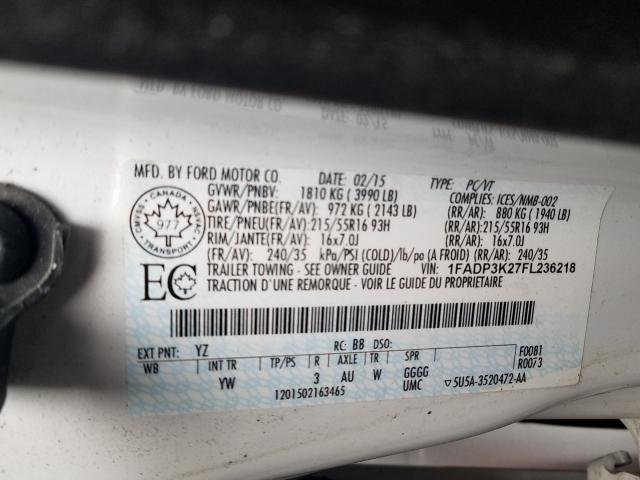 MFD. BY FORD MOTOR CO.
DATE: 02/15 TYPE: PC/VT
GVWR/PNBV: 1810 KG ( 3990 LB) COMPLIES: ICES/NMB-002
GAWR/PNBE(FR/AV): 972 KG ( 2143 LB) (RR/AR): 880 KG ( 1940 LB)
TIRE/PNEU(FR/AV): 215/55R16 93H (RR/AR): 215/55R16 93H
RIM/JANTE(FR/AV): 16x7.0J (RR/AR): 16x7.0J
(FR/AV): 240/35 kPa/PSI (COLD)/lb/po (A FROID) (RR/AR): 240/35
TRAILER TOWING - SEE OWNER GUIDE VIN: 1FADP3K27FL236218
TRACTION D'UNE REMORQUE - VOIR LE GUIDE DU PROPRIETAIRE
CANADA
977
TRANSPORT
EC
EXT PNT: YZ RC: B8 DSO: F0081
WB INT TR TP/PS R AXLE TR SPR R0073
YW 3 AU W GGGG
1201502163465 UMC ▽5U5A-3520472-AA